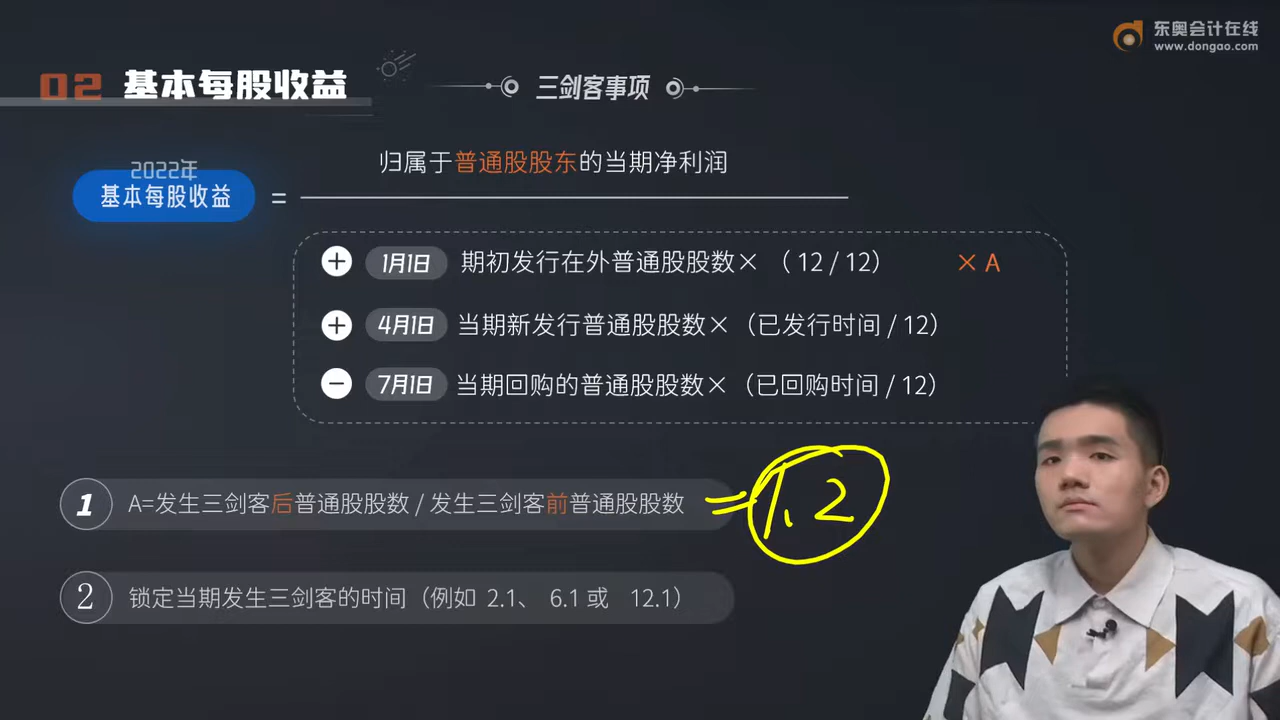 东奥会计在线
www.dongao.com
02 基本每股收益
三剑客事项
归属于普通股股东的当期净利润
2022年
基本每股收益 =
+ 1月1日 期初发行在外普通股股数×（12 / 12） × A
+ 4月1日 当期新发行普通股股数×（已发行时间 / 12）
− 7月1日 当期回购的普通股股数×（已回购时间 / 12）
1 A=发生三剑客后普通股股数 / 发生三剑客前普通股股数 = 1.2
2 锁定当期发生三剑客的时间（例如 2.1、 6.1 或 12.1）